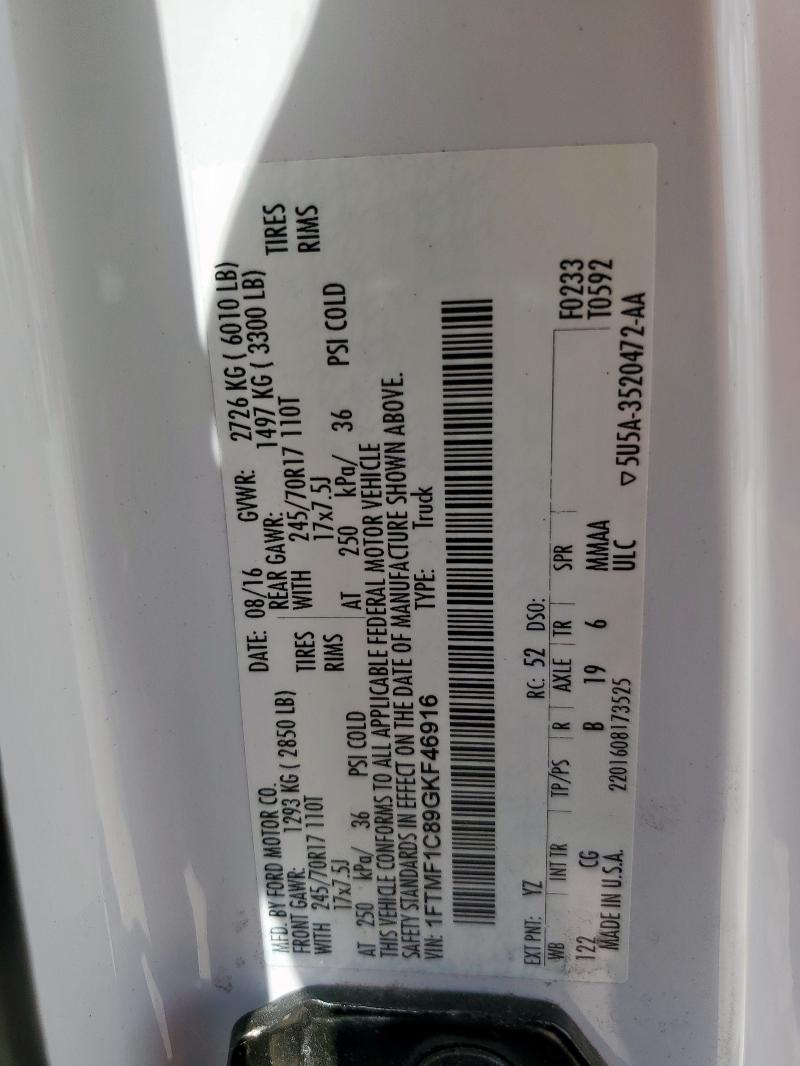 MFD. BY FORD MOTOR CO. DATE: 08/16 GVWR: 2726 KG ( 6010 LB)
FRONT GAWR: 1293 KG ( 2850 LB) REAR GAWR: 1497 KG ( 3300 LB)
WITH 245/70R17 110T TIRES WITH 245/70R17 110T TIRES
17x7.5J RIMS 17x7.5J RIMS
AT 250 kPa/ 36 PSI COLD AT 250 kPa/ 36 PSI COLD
THIS VEHICLE CONFORMS TO ALL APPLICABLE FEDERAL MOTOR VEHICLE
SAFETY STANDARDS IN EFFECT ON THE DATE OF MANUFACTURE SHOWN ABOVE.
VIN: 1FTMF1C89GKF46916 TYPE: Truck
EXT PNT: YZ RC: 52 DSO:
WB INT TR TP/PS R AXLE TR SPR F0233
122 CG B 19 6 MMAA T0592
MADE IN U.S.A. 2201608173525 ULC ▽5U5A-3520472-AA